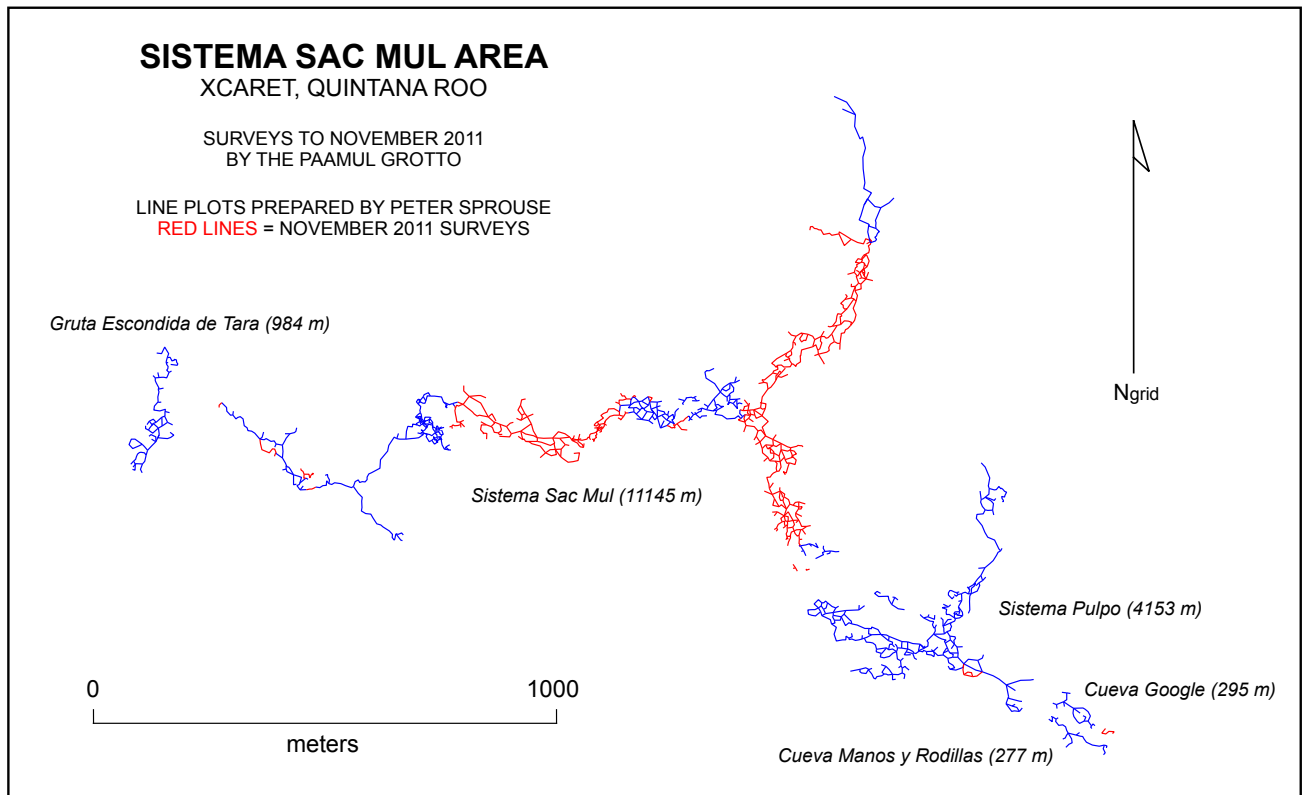 SISTEMA SAC MUL AREA
XCARET, QUINTANA ROO
SURVEYS TO NOVEMBER 2011
BY THE PAAMUL GROTTO
LINE PLOTS PREPARED BY PETER SPROUSE
RED LINES = NOVEMBER 2011 SURVEYS
Gruta Escondida de Tara (984 m)
Ngrid
Sistema Sac Mul (11145 m)
Sistema Pulpo (4153 m)
Cueva Google (295 m)
Cueva Manos y Rodillas (277 m)
0 1000
meters